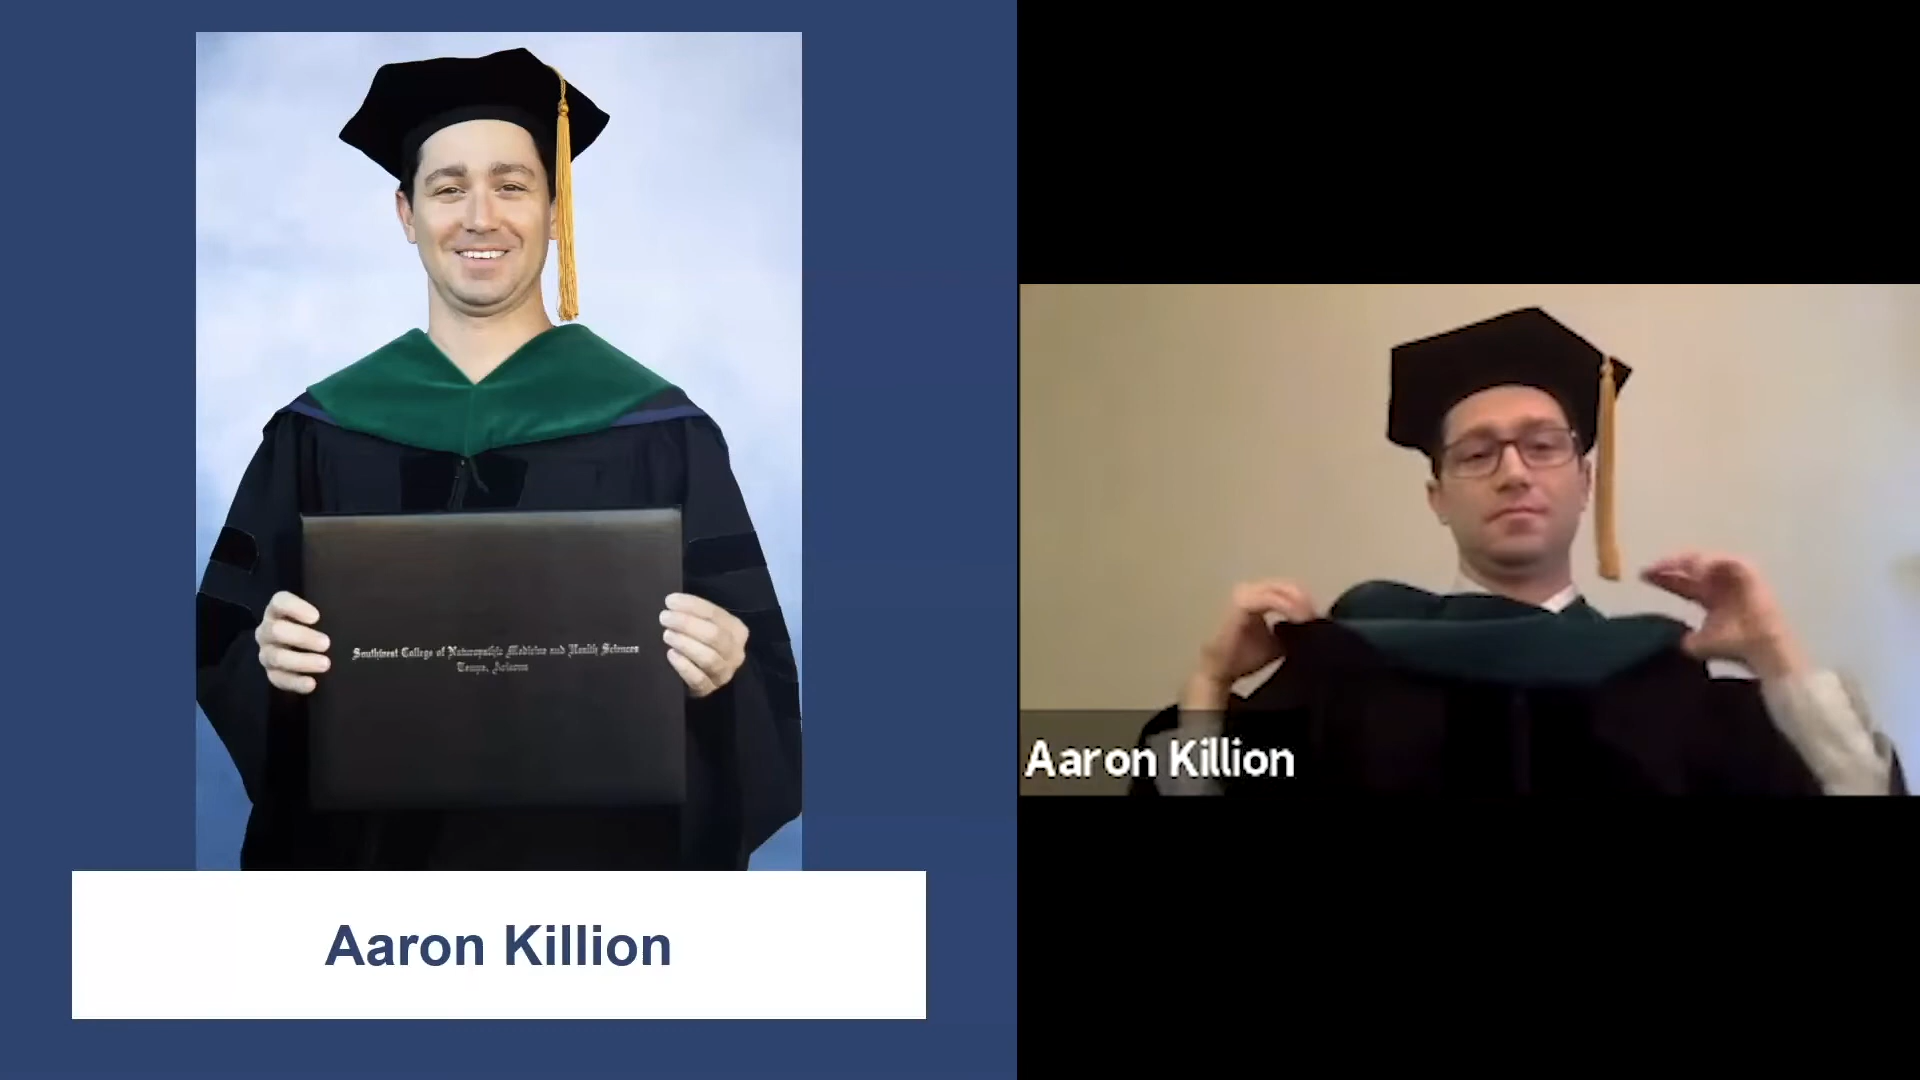 Southwest College of Naturopathic Medicine and Health Sciences
Tempe, Arizona
Aaron Killion
Aaron Killion